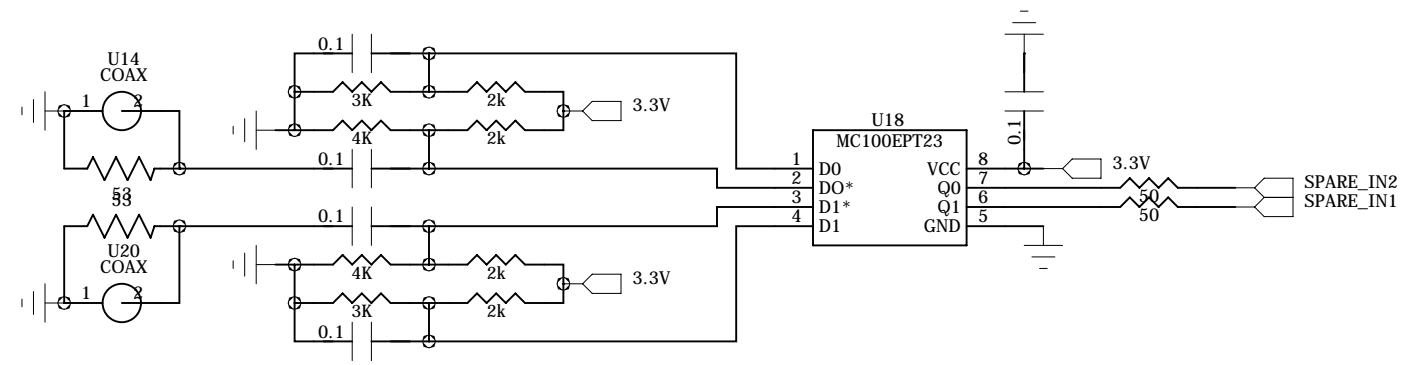 U14
COAX
1 2
53
53
U20
COAX
1 2
0.1
3K 2k
3.3V
4K 2k
0.1
0.1
4K 2k
3.3V
3K 2k
0.1
U18
MC100EPT23
1 D0 VCC 8
2 DO* Q0 7
3 D1* Q1 6
4 D1 GND 5
0.1
3.3V
50
50
SPARE_IN2
SPARE_IN1